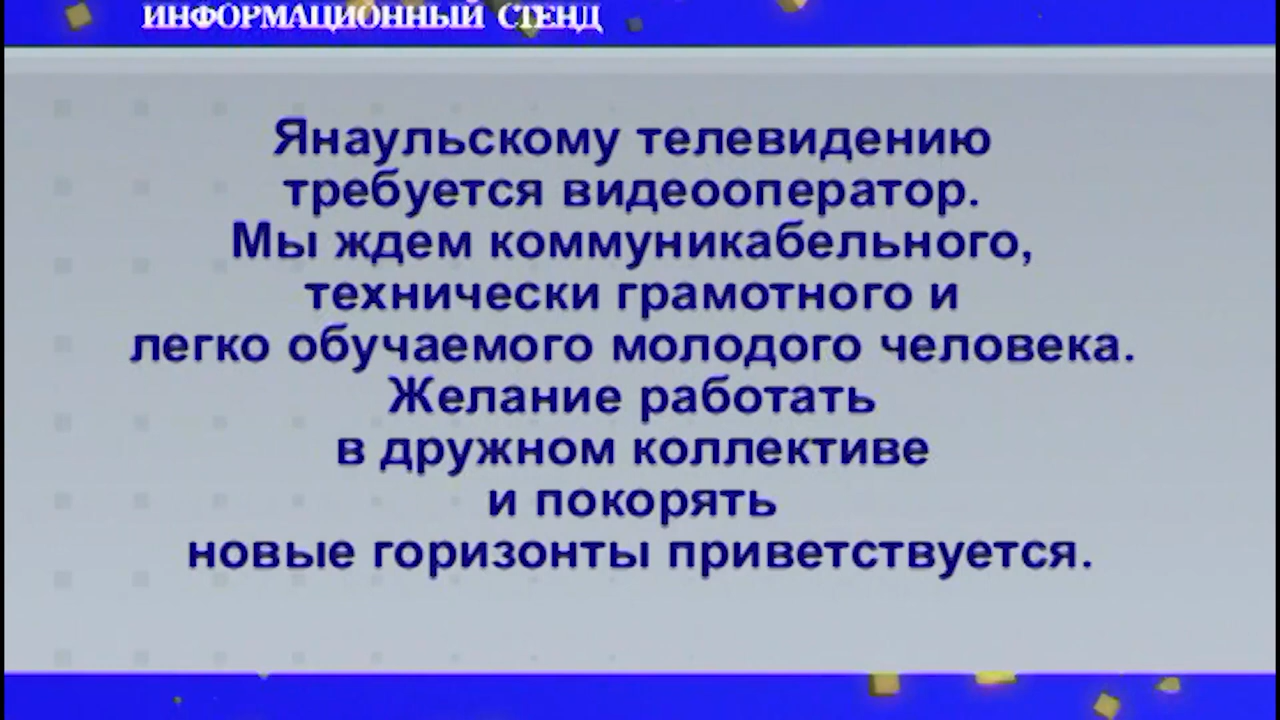 ИНФОРМАЦИОННЫЙ СТЕНД
Янаульскому телевидению
требуется видеооператор.
Мы ждем коммуникабельного,
технически грамотного и
легко обучаемого молодого человека.
Желание работать
в дружном коллективе
и покорять
новые горизонты приветствуется.